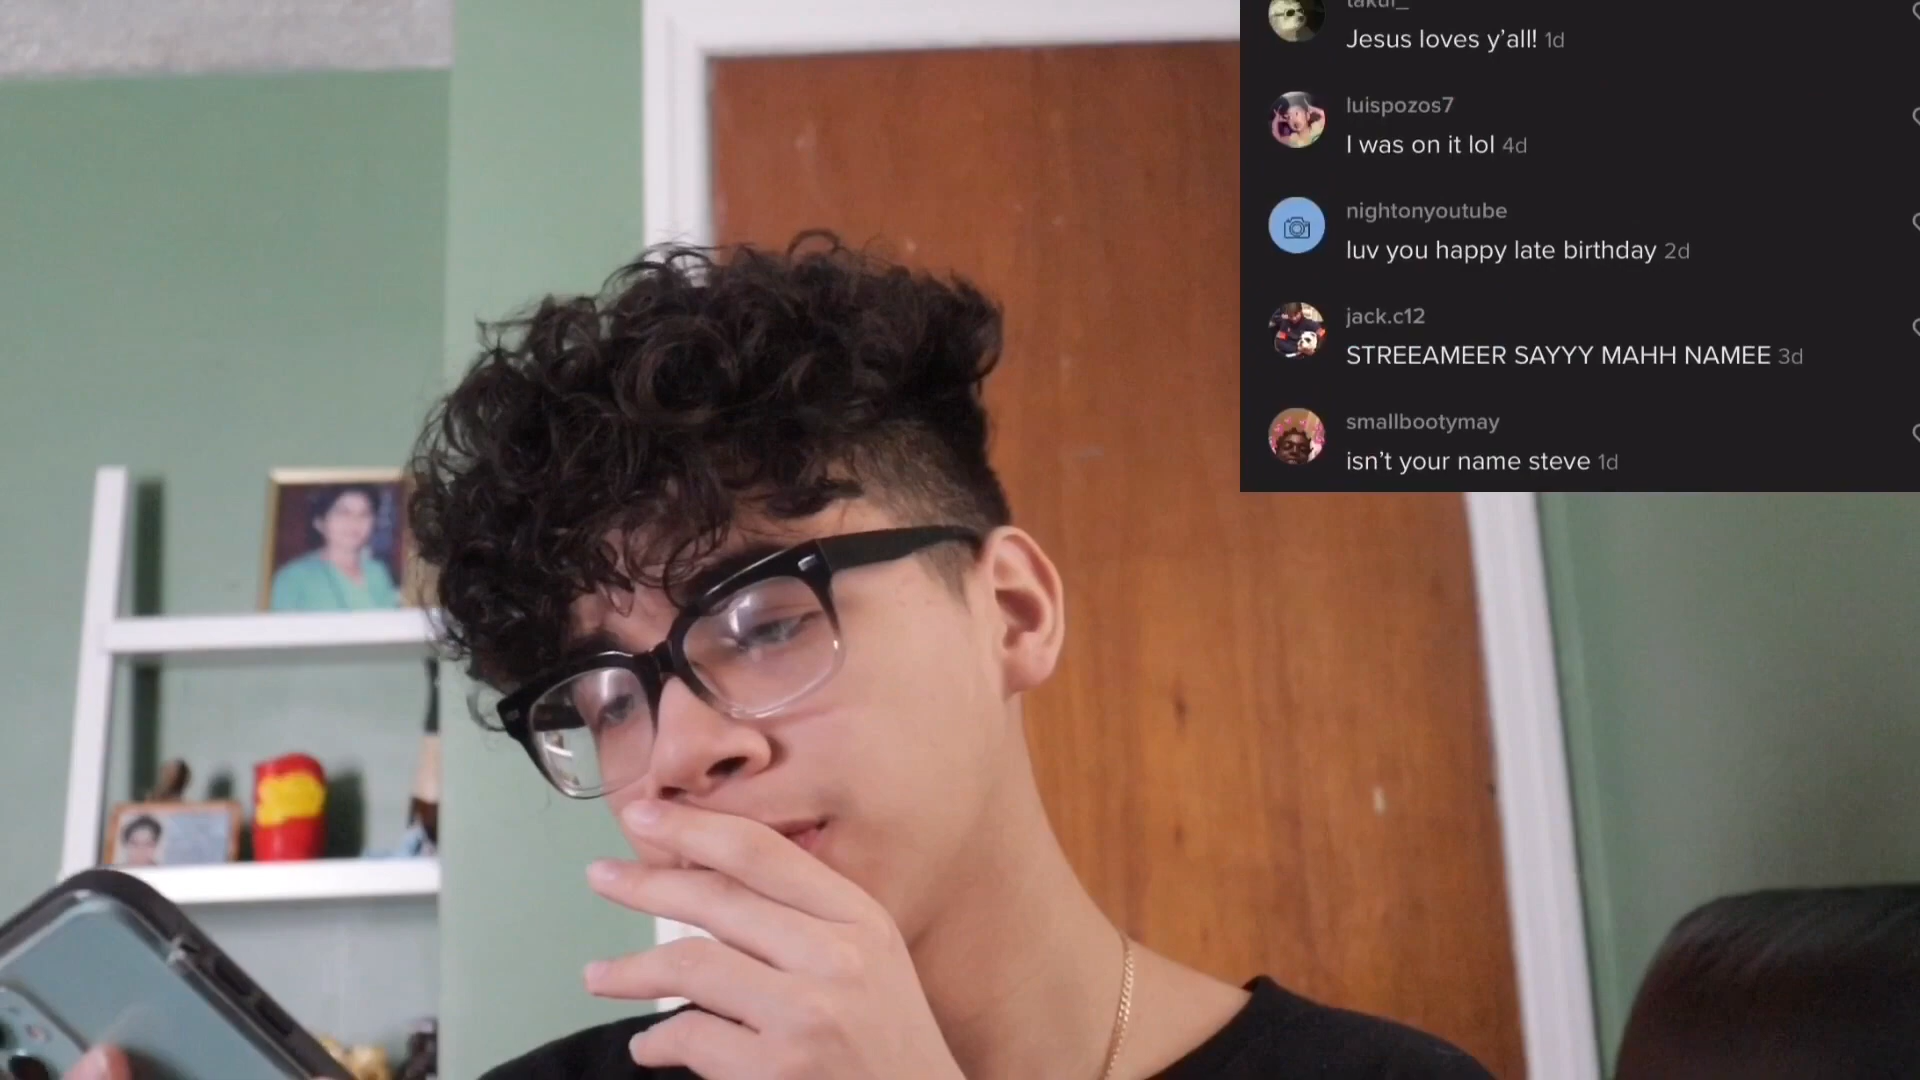 Jesus loves y'all! 1d
luispozos7
I was on it lol 4d
nightonyoutube
luv you happy late birthday 2d
jack.c12
STREEAMEER SAYYY MAHH NAMEE 3d
smallbootymay
isn't your name steve 1d